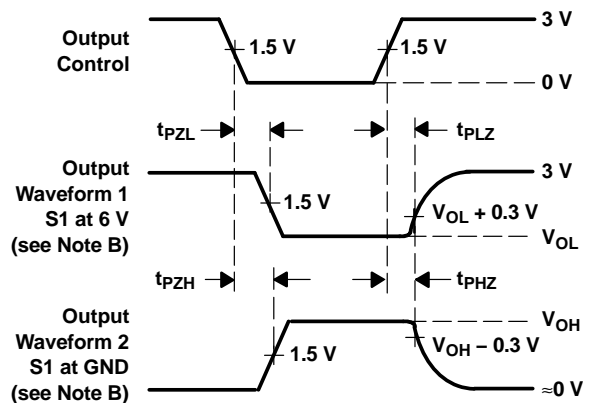 Output
Control
1.5 V
1.5 V
3 V
0 V
tPZL
tPLZ
Output
Waveform 1
S1 at 6 V
(see Note B)
1.5 V
3 V
VOL + 0.3 V
VOL
tPZH
tPHZ
Output
Waveform 2
S1 at GND
(see Note B)
1.5 V
VOH
VOH − 0.3 V
≈0 V